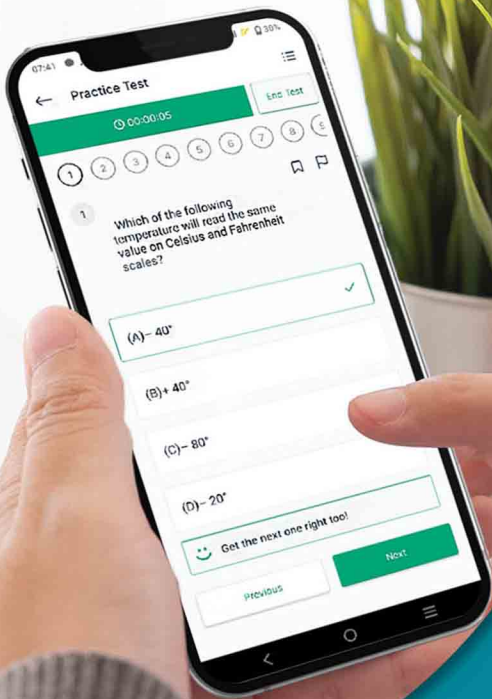 07:41 30%
Practice Test
00:00:05 End Test
1 2 3 4 5 6 7 8 9
1
Which of the following
temperature will read the same
value on Celsius and Fahrenheit
scales?
(A)– 40°
(B)+ 40°
(C)– 80°
(D)– 20°
Get the next one right too!
Previous Next